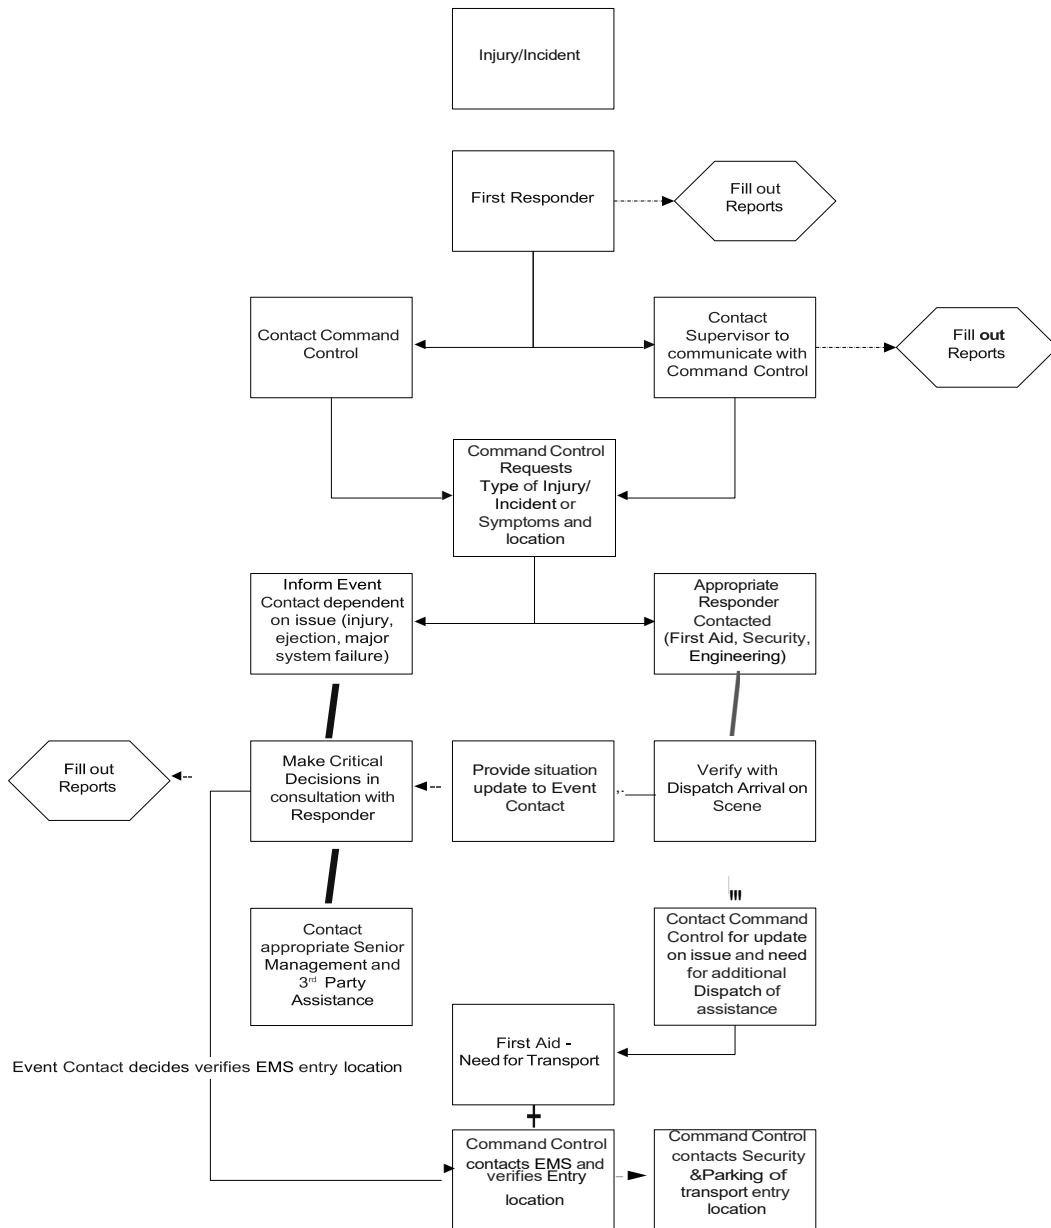 Injury/Incident
First Responder
Fill out
Reports
Contact Command
Control
Contact
Supervisor to
communicate with
Command Control
Fill out
Reports
Command Control
Requests
Type of Injury/
Incident or
Symptoms and
location
Inform Event
Contact dependent
on issue (injury,
ejection, major
system failure)
Appropriate
Responder
Contacted
(First Aid, Security,
Engineering)
Fill out
Reports
Make Critical
Decisions in
consultation with
Responder
Provide situation
update to Event
Contact
Verify with
Dispatch Arrival on
Scene
Contact
appropriate Senior
Management and
3rd Party
Assistance
Contact Command
Control for update
on issue and need
for additional
Dispatch of
assistance
First Aid -
Need for Transport
Event Contact decides verifies EMS entry location
Command Control
contacts EMS and
verifies Entry
location
Command Control
contacts Security
&Parking of
transport entry
location